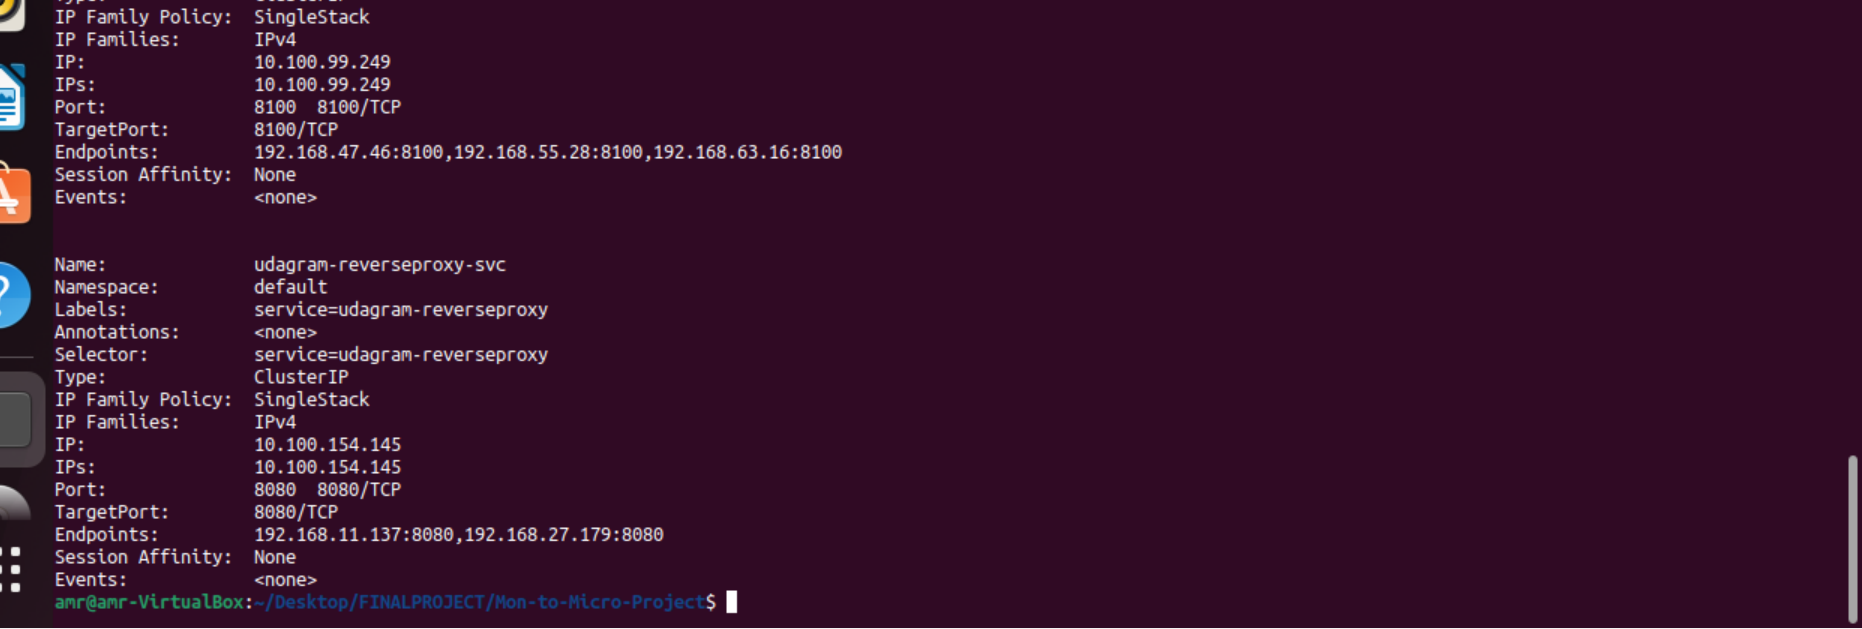 IP Family Policy:  SingleStack
IP Families:       IPv4
IP:                10.100.99.249
IPs:               10.100.99.249
Port:              8100  8100/TCP
TargetPort:        8100/TCP
Endpoints:         192.168.47.46:8100,192.168.55.28:8100,192.168.63.16:8100
Session Affinity:  None
Events:            <none>
Name:              udagram-reverseproxy-svc
Namespace:         default
Labels:            service=udagram-reverseproxy
Annotations:       <none>
Selector:          service=udagram-reverseproxy
Type:              ClusterIP
IP Family Policy:  SingleStack
IP Families:       IPv4
IP:                10.100.154.145
IPs:               10.100.154.145
Port:              8080  8080/TCP
TargetPort:        8080/TCP
Endpoints:         192.168.11.137:8080,192.168.27.179:8080
Session Affinity:  None
Events:            <none>
amr@amr-VirtualBox:~/Desktop/FINALPROJECT/Mon-to-Micro-Project$